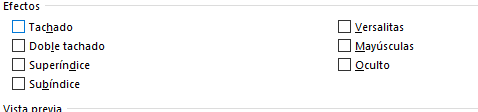 Efectos
Tachado
Doble tachado
Superíndice
Subíndice
Versalitas
Mayúsculas
Oculto
Vista previa